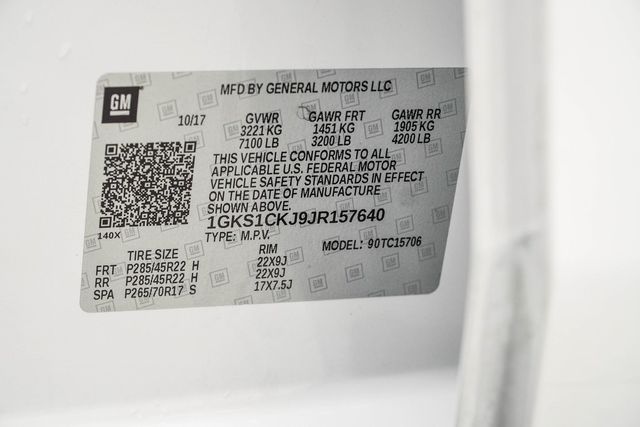 GM
MFD BY GENERAL MOTORS LLC
10/17 GVWR GAWR FRT GAWR RR
3221 KG 1451 KG 1905 KG
7100 LB 3200 LB 4200 LB
THIS VEHICLE CONFORMS TO ALL
APPLICABLE U.S. FEDERAL MOTOR
VEHICLE SAFETY STANDARDS IN EFFECT
ON THE DATE OF MANUFACTURE
SHOWN ABOVE.
1GKS1CKJ9JR157640
140X TYPE: M.P.V. MODEL: 90TC15706
TIRE SIZE RIM
FRT P285/45R22 H 22X9J
RR P285/45R22 H 22X9J
SPA P265/70R17 S 17X7.5J